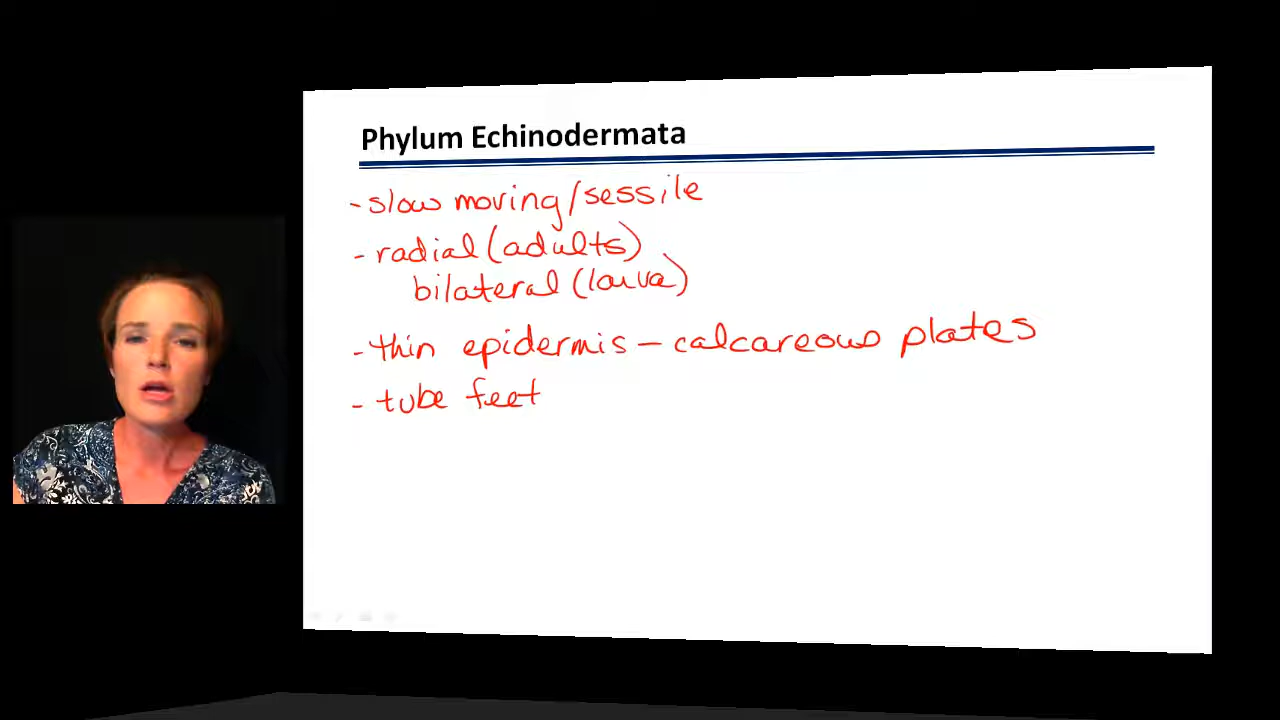 Phylum Echinodermata
- slow moving/sessile
- radial (adults)
bilateral (larva)
- thin epidermis – calcareous plates
- tube feet